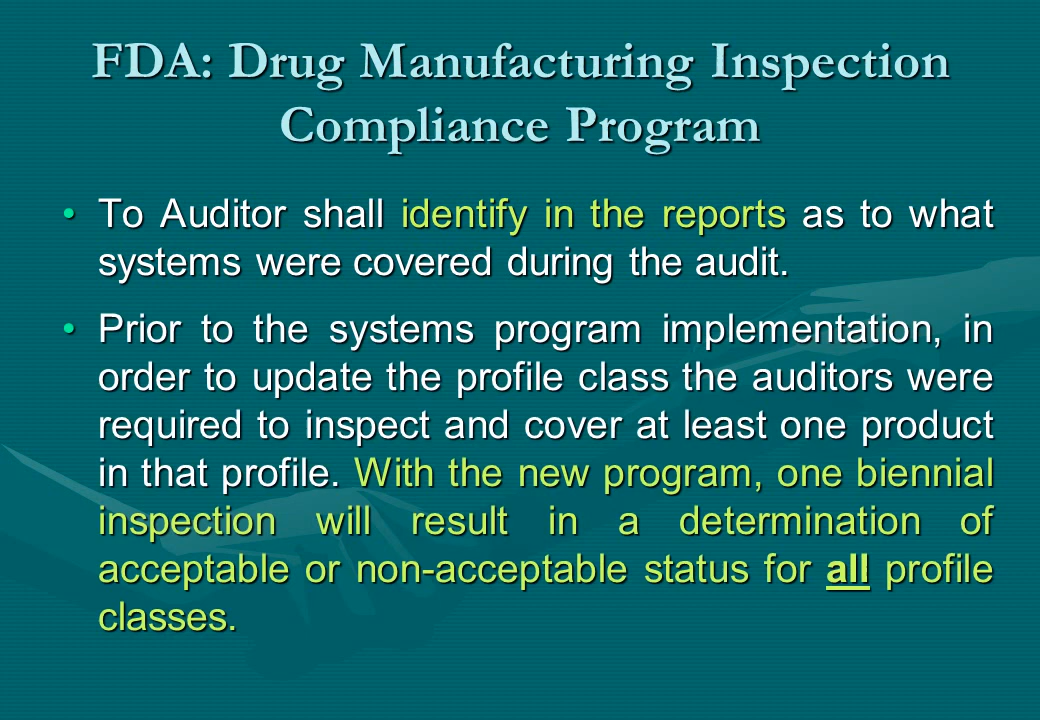 FDA: Drug Manufacturing Inspection
Compliance Program
• To Auditor shall identify in the reports as to what
systems were covered during the audit.
• Prior to the systems program implementation, in
order to update the profile class the auditors were
required to inspect and cover at least one product
in that profile. With the new program, one biennial
inspection will result in a determination of
acceptable or non-acceptable status for all profile
classes.